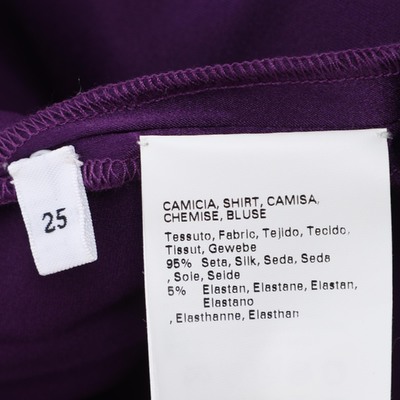 25
CAMICIA, SHIRT, CAMISA,
CHEMISE, BLUSE
Tessuto, Fabric, Tejido, Tecido,
Tissut, Gewebe
95% Seta, Silk, Seda, Seda
, Soie, Seide
5% Elastan, Elastane, Elastan,
Elastano
, Elasthanne, Elasthan